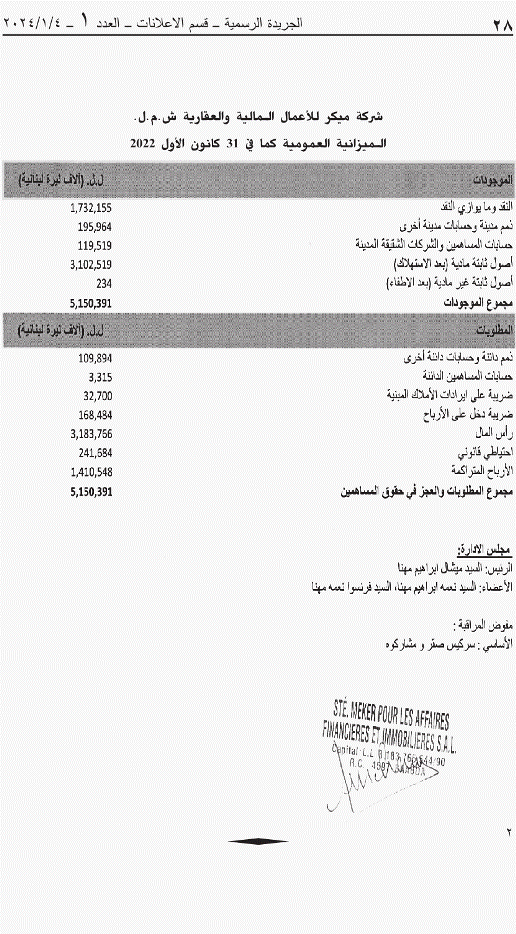 ٢٨ الجريدة الرسمية – قسم الاعلانات – العدد ١ – ٢٠٢٤/١/٤
شركة ميكر للأعمال المالية والعقارية ش.م.ل.
الميزانية العمومية كما في 31 كانون الأول 2022
الموجودات ل.ل. (آلاف ليرة لبنانية)
النقد وما يوازي النقد 1,732,155
ذمم مدينة وحسابات مدينة أخرى 195,964
حسابات المساهمين والشركات الشقيقة المدينة 119,519
أصول ثابتة مادية (بعد الاستهلاك) 3,102,519
أصول ثابتة غير مادية (بعد الاطفاء) 234
مجموع الموجودات 5,150,391
المطلوبات ل.ل. (آلاف ليرة لبنانية)
ذمم دائنة وحسابات دائنة أخرى 109,894
حسابات المساهمين الدائنة 3,315
ضريبة على ايرادات الأملاك المبنية 32,700
ضريبة دخل على الأرباح 168,484
رأس المال 3,183,766
احتياطي قانوني 241,684
الأرباح المتراكمة 1,410,548
مجموع المطلوبات والعجز في حقوق المساهمين 5,150,391
مجلس الادارة:
الرئيس: السيد ميشال ابراهيم مهنا
الأعضاء: السيد نعمه ابراهيم مهنا، السيد فرنسوا نعمه مهنا
مفوض المراقبة :
الأساسي : سركيس صقر و مشاركوه
STÉ. MEKER POUR LES AFFAIRES
FINANCIERES ET IMMOBILIERES S.A.L.
Capital: L.L.
R.C.
٢